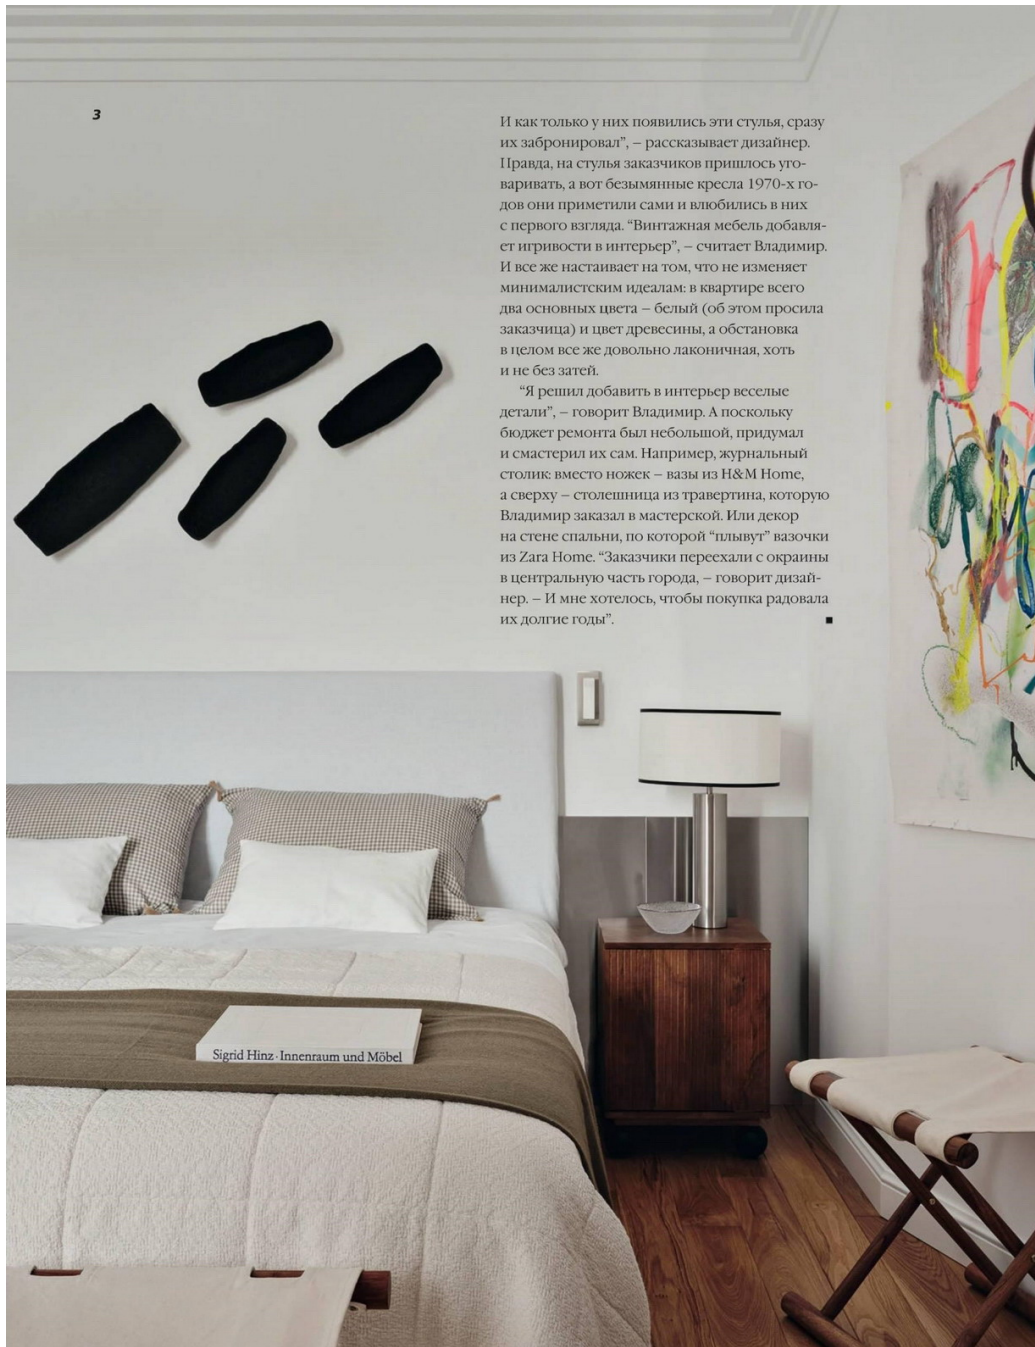 3
И как только у них появились эти стулья, сразу
их забронировал”, – рассказывает дизайнер.
Правда, на стулья заказчиков пришлось уго-
варивать, а вот безымянные кресла 1970-х го-
дов они приметили сами и влюбились в них
с первого взгляда. “Винтажная мебель добавля-
ет игривости в интерьер”, – считает Владимир.
И все же настаивает на том, что не изменяет
минималистским идеалам: в квартире всего
два основных цвета – белый (об этом просила
заказчица) и цвет древесины, а обстановка
в целом все же довольно лаконичная, хоть
и не без затей.
“Я решил добавить в интерьер веселые
детали”, – говорит Владимир. А поскольку
бюджет ремонта был небольшой, придумал
и смастерил их сам. Например, журнальный
столик: вместо ножек – вазы из H&M Home,
а сверху – столешница из травертина, которую
Владимир заказал в мастерской. Или декор
на стене спальни, по которой “плывут” вазочки
из Zara Home. “Заказчики переехали с окраины
в центральную часть города, – говорит дизай-
нер. – И мне хотелось, чтобы покупка радовала
их долгие годы”.
Sigrid Hinz · Innenraum und Möbel